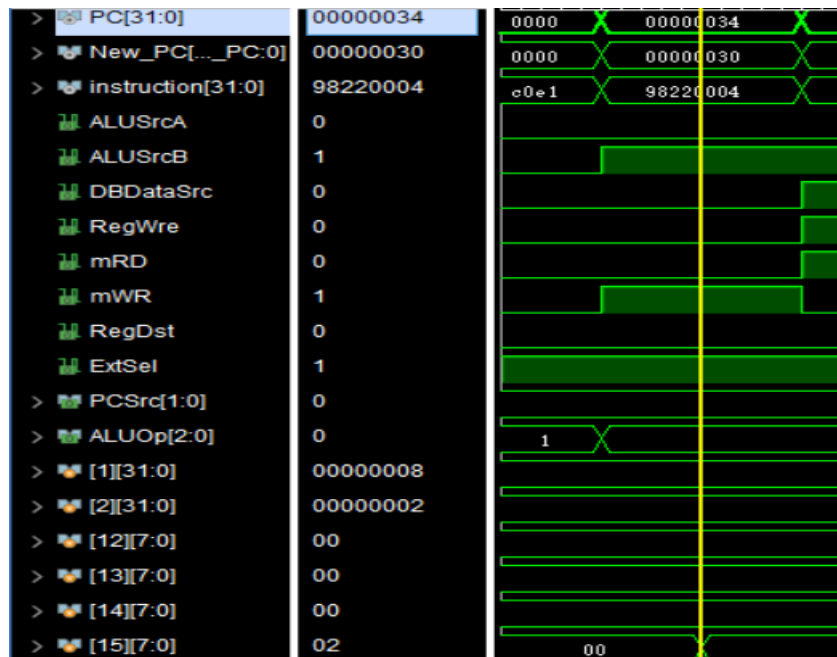 > PC[31:0] 00000034 0000 00000034
> New_PC[..._PC:0] 00000030 0000 00000030
> instruction[31:0] 98220004 c0e1 98220004
ALUSrcA 0
ALUSrcB 1
DBDataSrc 0
RegWre 0
mRD 0
mWR 1
RegDst 0
ExtSel 1
> PCSrc[1:0] 0
> ALUOp[2:0] 0 1
> [1][31:0] 00000008
> [2][31:0] 00000002
> [12][7:0] 00
> [13][7:0] 00
> [14][7:0] 00
> [15][7:0] 02 00